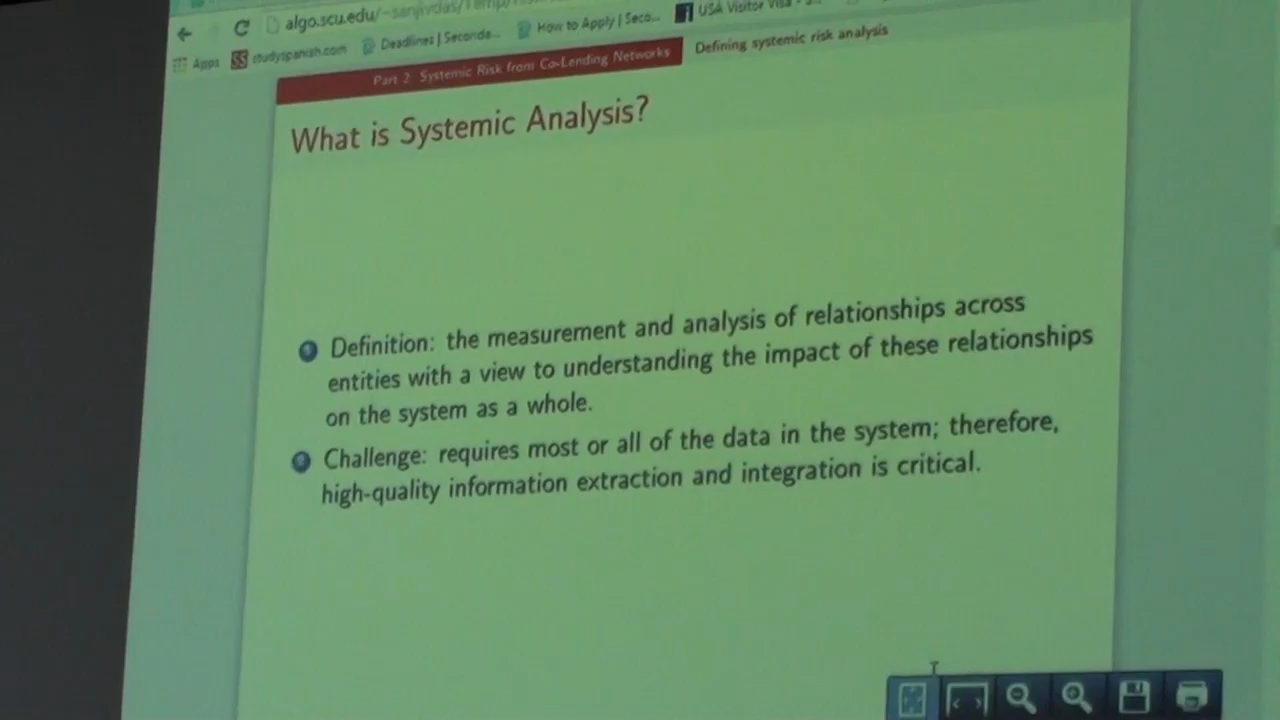 algo.scu.edu/~sanjivdas/Temp/
Apps studyspanish.com Deadlines | Seconda... How to Apply | Seco... USA Visitor Visa
Part 2: Systemic Risk from Co-Lending Networks Defining systemic risk analysis
What is Systemic Analysis?
Definition: the measurement and analysis of relationships across
entities with a view to understanding the impact of these relationships
on the system as a whole.
Challenge: requires most or all of the data in the system; therefore,
high-quality information extraction and integration is critical.